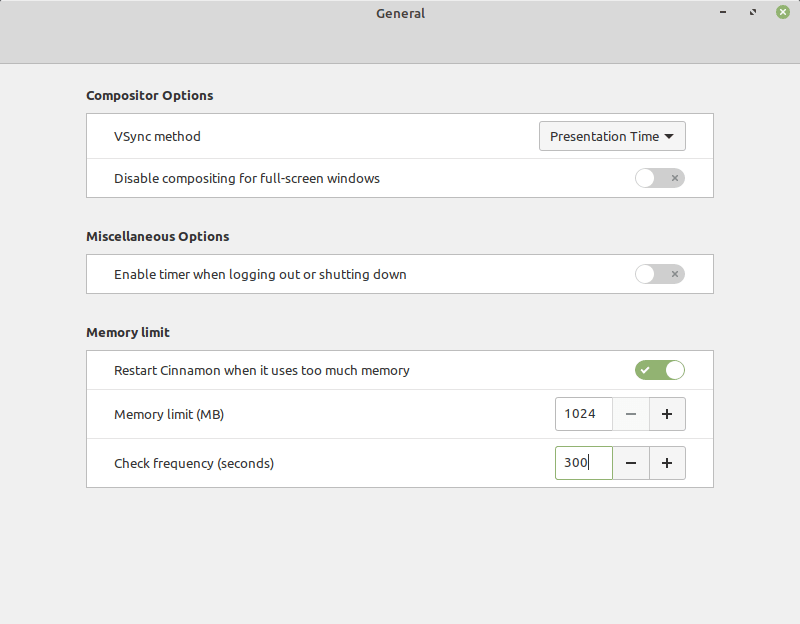 General
Compositor Options
VSync method Presentation Time
Disable compositing for full-screen windows
Miscellaneous Options
Enable timer when logging out or shutting down
Memory limit
Restart Cinnamon when it uses too much memory
Memory limit (MB) 1024 − +
Check frequency (seconds) 300 − +